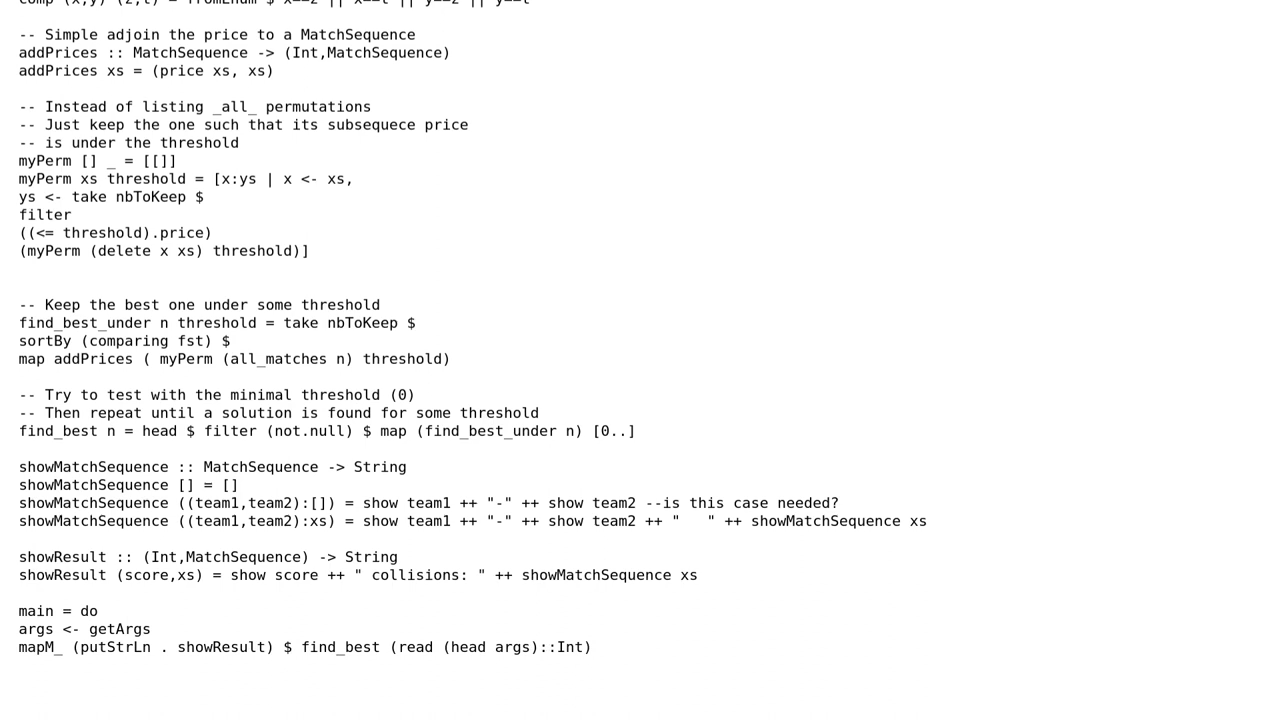 comp (x,y) (z,t) = fromEnum $ x==z || x==t || y==z || y==t
-- Simple adjoin the price to a MatchSequence
addPrices :: MatchSequence -> (Int,MatchSequence)
addPrices xs = (price xs, xs)
-- Instead of listing _all_ permutations
-- Just keep the one such that its subsequece price
-- is under the threshold
myPerm [] _ = [[]]
myPerm xs threshold = [x:ys | x <- xs,
ys <- take nbToKeep $
filter
((<= threshold).price)
(myPerm (delete x xs) threshold)]
-- Keep the best one under some threshold
find_best_under n threshold = take nbToKeep $
sortBy (comparing fst) $
map addPrices ( myPerm (all_matches n) threshold)
-- Try to test with the minimal threshold (0)
-- Then repeat until a solution is found for some threshold
find_best n = head $ filter (not.null) $ map (find_best_under n) [0..]
showMatchSequence :: MatchSequence -> String
showMatchSequence [] = []
showMatchSequence ((team1,team2):[]) = show team1 ++ "-" ++ show team2 --is this case needed?
showMatchSequence ((team1,team2):xs) = show team1 ++ "-" ++ show team2 ++ "   " ++ showMatchSequence xs
showResult :: (Int,MatchSequence) -> String
showResult (score,xs) = show score ++ " collisions: " ++ showMatchSequence xs
main = do
args <- getArgs
mapM_ (putStrLn . showResult) $ find_best (read (head args)::Int)